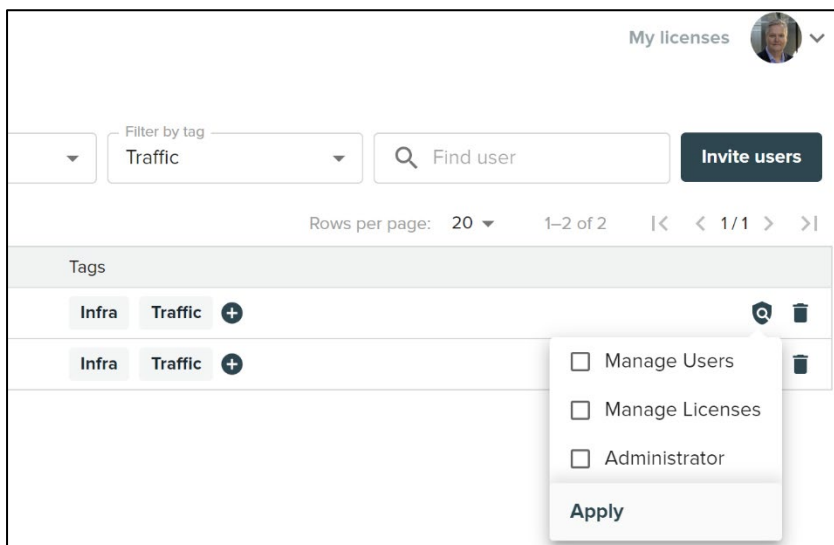 My licenses
Filter by tag
Traffic
Find user
Invite users
Rows per page: 20 1–2 of 2 1/1
Tags
Infra Traffic
Infra Traffic
Manage Users
Manage Licenses
Administrator
Apply